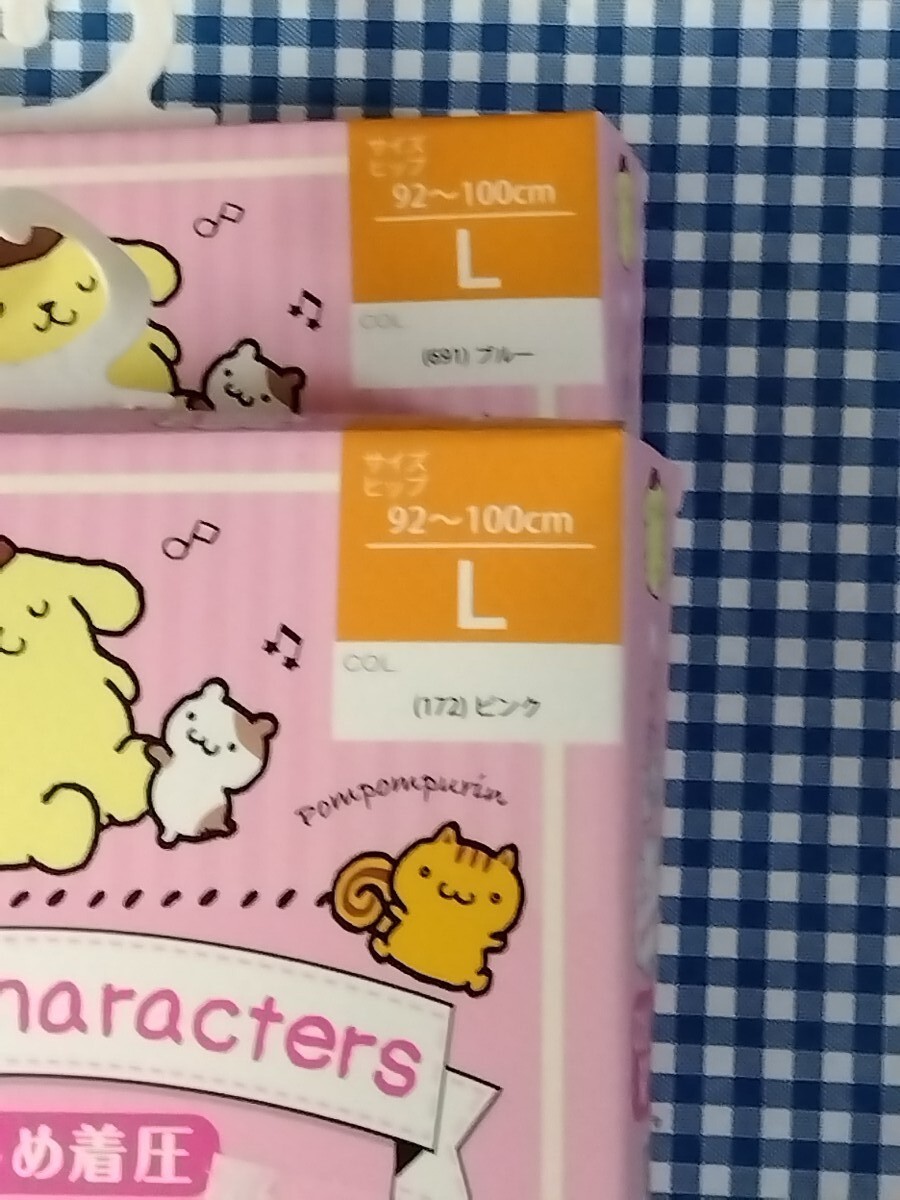 サイズ
ヒップ
92～100cm
L
COL
(691) ブルー
サイズ
ヒップ
92～100cm
L
COL
(172) ピンク
Pompompurin
haracters
め着圧